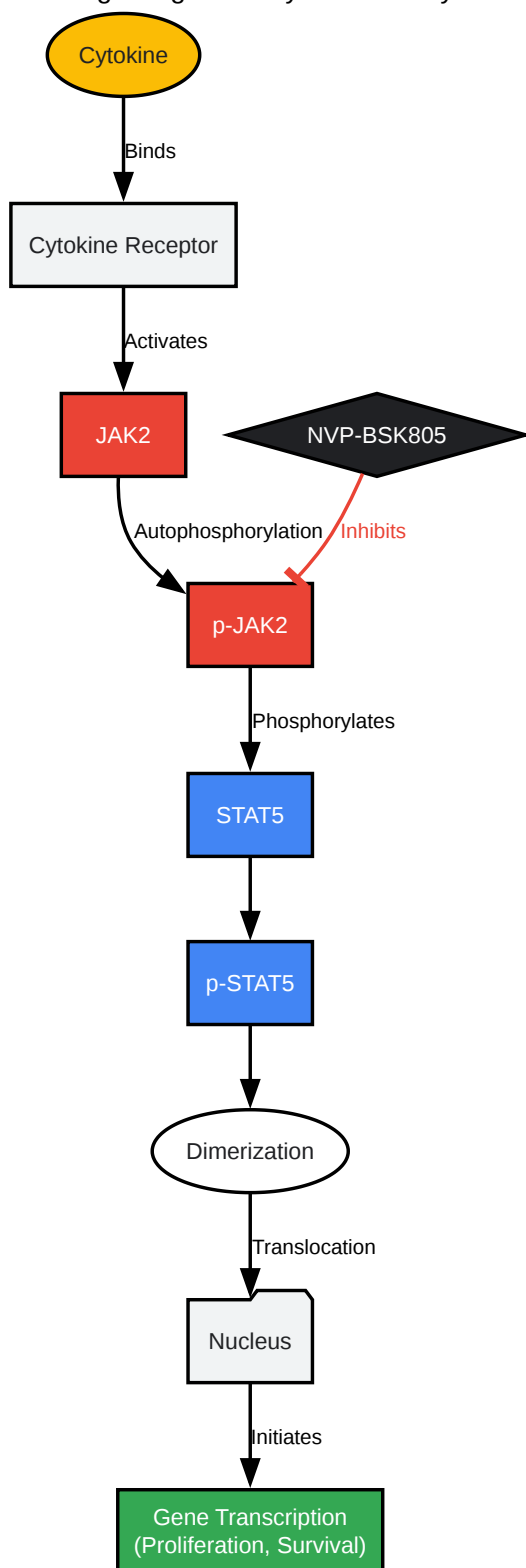 Cytokine
Binds
Cytokine Receptor
Activates
JAK2
NVP-BSK805
Autophosphorylation
Inhibits
p-JAK2
Phosphorylates
STAT5
p-STAT5
Dimerization
Translocation
Nucleus
Initiates
Gene Transcription
(Proliferation, Survival)